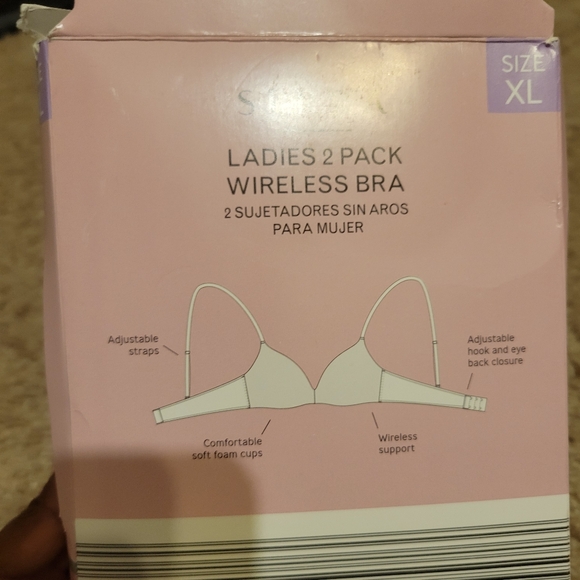 SIZE
XL
LADIES 2 PACK
WIRELESS BRA
2 SUJETADORES SIN AROS
PARA MUJER
Adjustable
straps
Adjustable
hook and eye
back closure
Comfortable
soft foam cups
Wireless
support